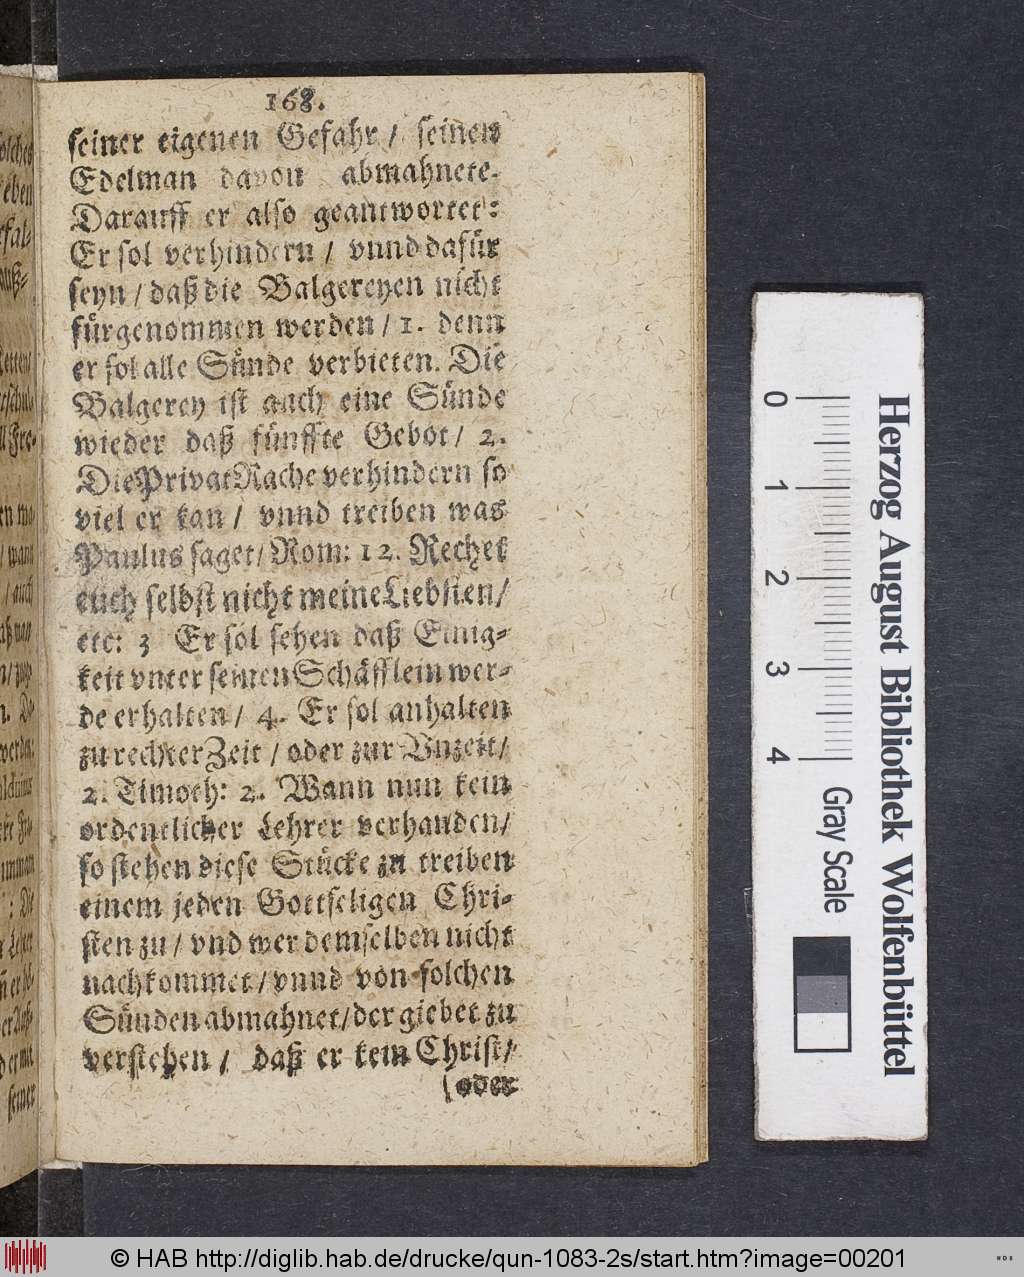 168.
seiner eigenen Gefahr / seinen
Edelman davon abmahnete.
Darauff er also geantwortet:
Er sol verhindern / vnnd dafür
seyn / daß die Balgereyen nicht
fürgenommen werden / 1. denn
er sol alle Sünde verbieten. Die
Balgerey ist auch eine Sünde
wieder daß fünffte Gebot / 2.
Die Privat Rache verhindern so
viel er kan / vnnd treiben was
Paulus saget / Rom: 12. Rechet
euch selbst nicht meine Liebsten /
etc: 3 Er sol sehen daß Einig-
keit vnter seinen Schäfflein wer-
de erhalten / 4. Er sol anhalten
zu rechter Zeit / oder zur Vnzeit /
2. Timoth: 2. Wann nun kein
ordentlicher Lehrer verhanden /
so stehen diese Stücke zu treiben
einem jeden Gottseligen Chri-
sten zu / vnd wer demselben nicht
nachkommet / vnnd von solchen
Sünden abmahnet / der giebet zu
verstehen / daß er kein Christ /
(oder
Herzog August Bibliothek Wolfenbüttel
0 1 2 3 4 Gray Scale
© HAB http://diglib.hab.de/drucke/qun-1083-2s/start.htm?image=00201